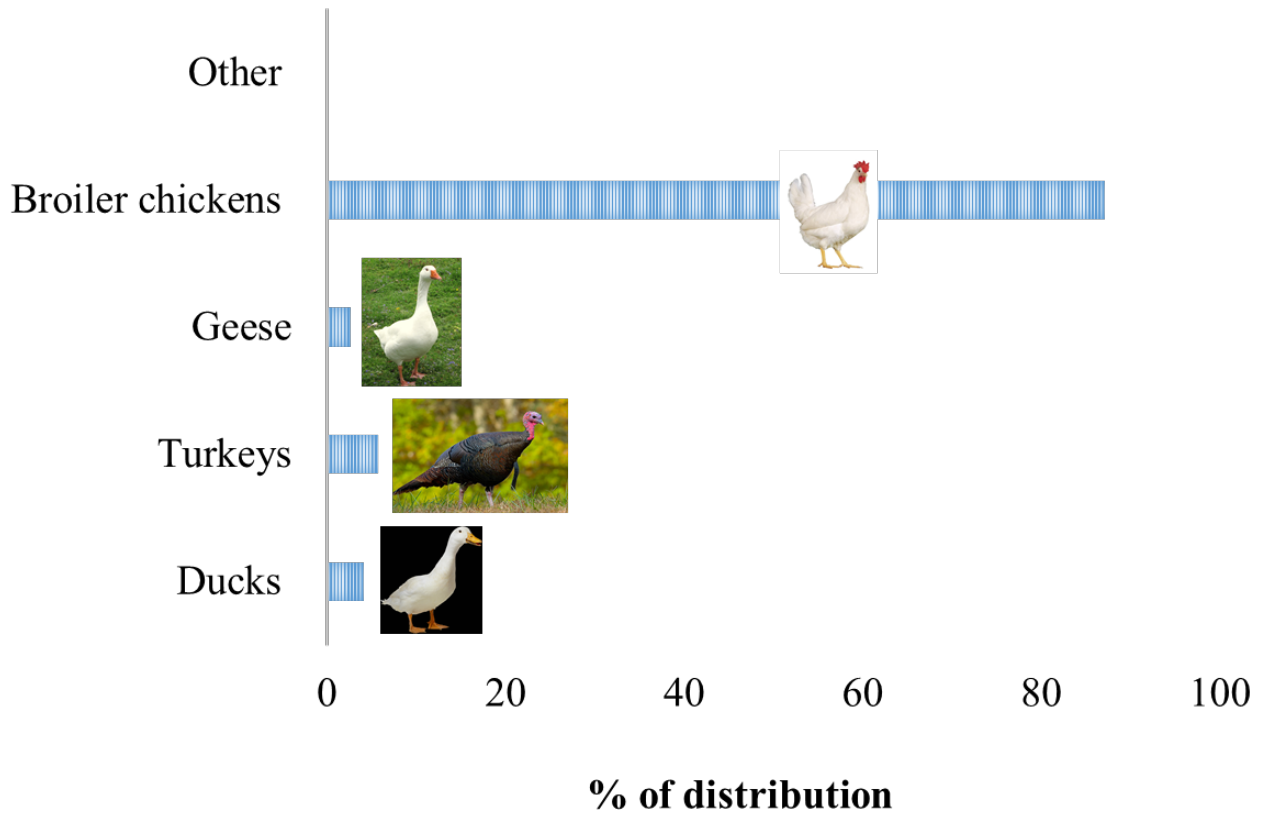 Other
Broiler chickens
Geese
Turkeys
Ducks
0 20 40 60 80 100
% of distribution